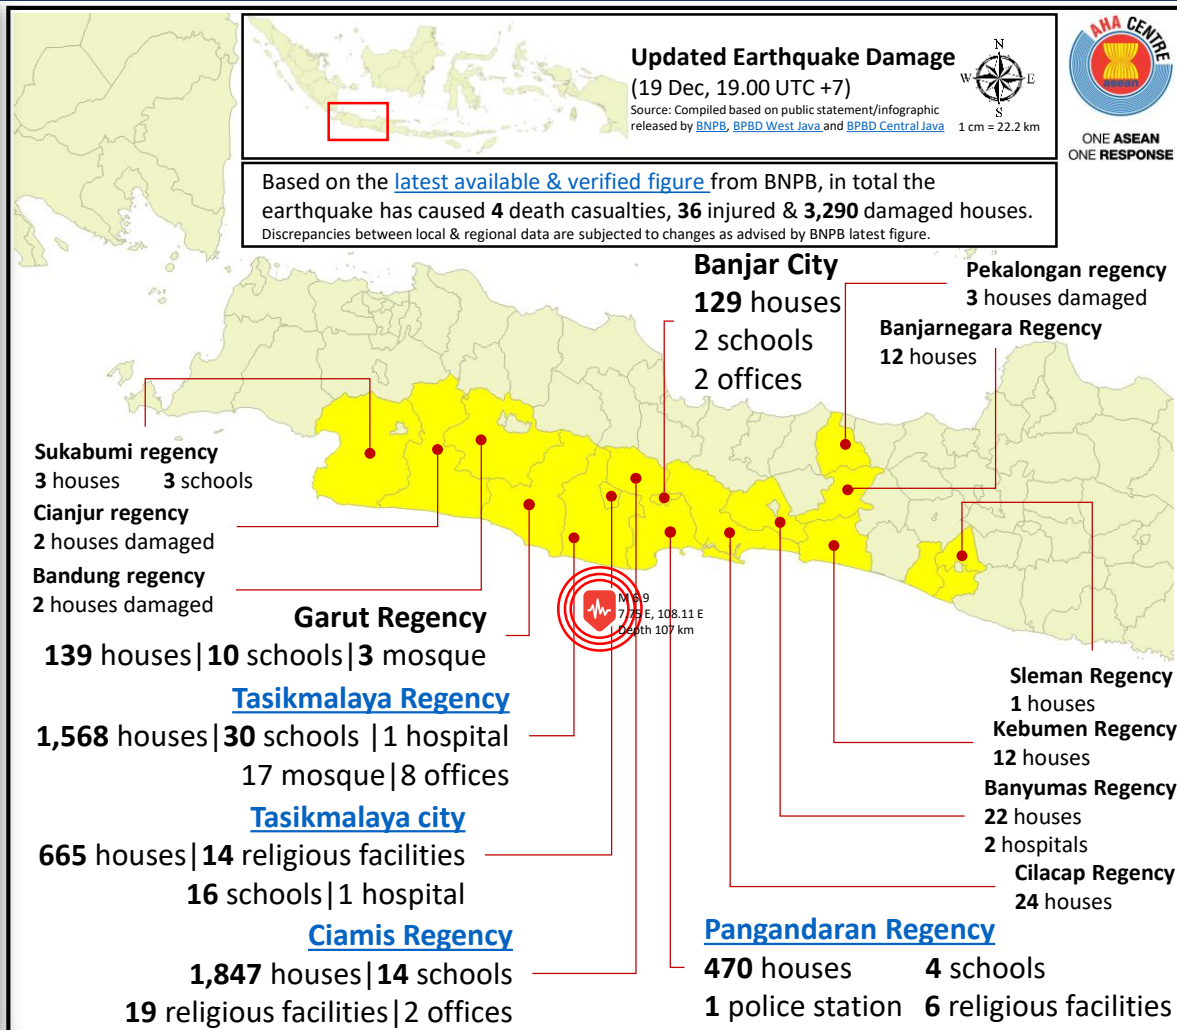 Updated Earthquake Damage
(19 Dec, 19.00 UTC +7)
Source: Compiled based on public statement/infographic
released by BNPB, BPBD West Java and BPBD Central Java
N
W
E
S
1 cm = 22.2 km
AHA CENTRE
asean
ONE ASEAN
ONE RESPONSE
Based on the latest available & verified figure from BNPB, in total the
earthquake has caused 4 death casualties, 36 injured & 3,290 damaged houses.
Discrepancies between local & regional data are subjected to changes as advised by BNPB latest figure.
Banjar City
129 houses
2 schools
2 offices
Pekalongan regency
3 houses damaged
Banjarnegara Regency
12 houses
Sukabumi regency
3 houses 3 schools
Cianjur regency
2 houses damaged
Bandung regency
2 houses damaged
Garut Regency
139 houses|10 schools|3 mosque
M 6.9
7.75 E, 108.11 E
Depth 107 km
Tasikmalaya Regency
1,568 houses|30 schools |1 hospital
17 mosque|8 offices
Tasikmalaya city
665 houses|14 religious facilities
16 schools|1 hospital
Ciamis Regency
1,847 houses|14 schools
19 religious facilities|2 offices
Sleman Regency
1 houses
Kebumen Regency
12 houses
Banyumas Regency
22 houses
2 hospitals
Cilacap Regency
24 houses
Pangandaran Regency
470 houses 4 schools
1 police station 6 religious facilities